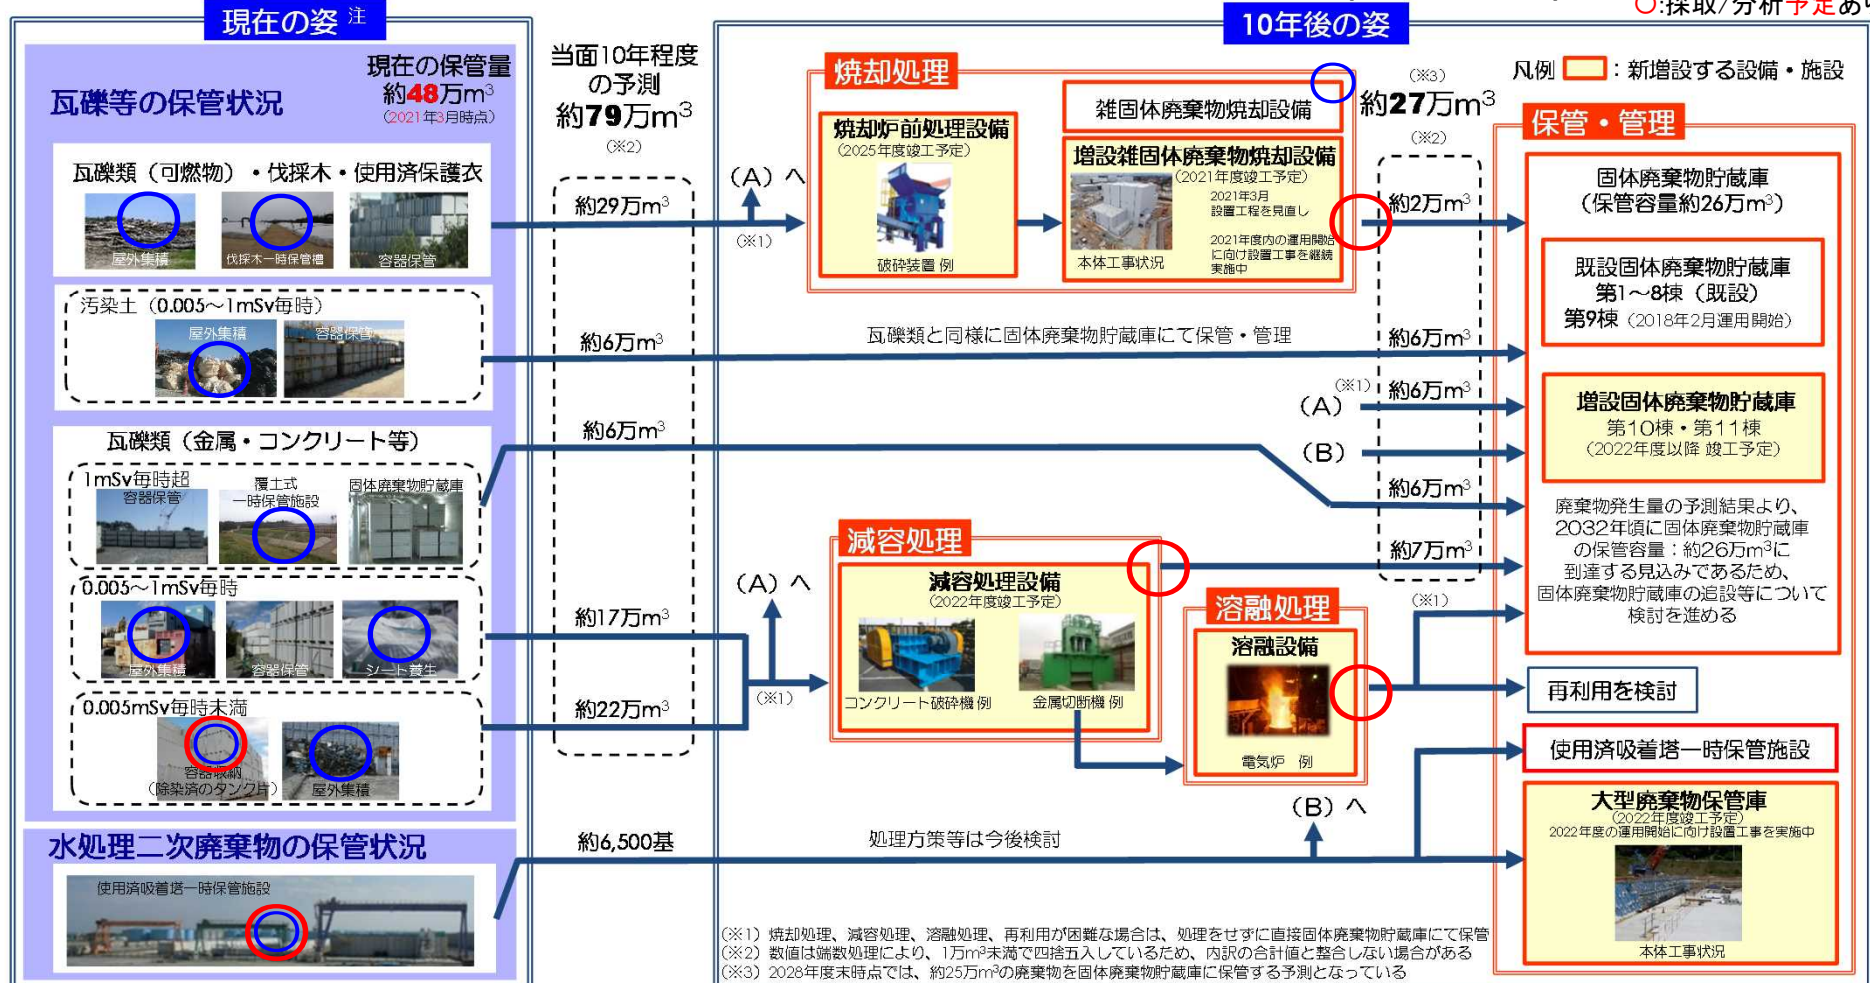 ○:採取/分析予定あり
現在の姿 注
10年後の姿
瓦礫等の保管状況
現在の保管量
約48万m³
(2021年3月時点)
瓦礫類（可燃物）・伐採木・使用済保護衣
屋外集積
伐採木一時保管槽
容器保管
汚染土（0.005～1mSv毎時）
屋外集積
容器保管
瓦礫類（金属・コンクリート等）
1mSv毎時超
容器保管
覆土式
一時保管施設
固体廃棄物貯蔵庫
0.005～1mSv毎時
屋外集積
容器保管
シート養生
0.005mSv毎時未満
容器収納
(除染済のタンク片)
屋外集積
水処理二次廃棄物の保管状況
使用済吸着塔一時保管施設
当面10年程度
の予測
約79万m³
(※2)
約29万m³
約6万m³
約6万m³
約17万m³
約22万m³
約6,500基
(A) へ
(※1)
焼却処理
焼却炉前処理設備
(2025年度竣工予定)
破砕装置 例
雑固体廃棄物焼却設備
増設雑固体廃棄物焼却設備
(2021年度竣工予定)
2021年3月
設置工程を見直し
2021年度内の運用開始
に向け設置工事を継続
実施中
本体工事状況
瓦礫類と同様に固体廃棄物貯蔵庫にて保管・管理
(A)
(B)
(※1)
(A) へ
(※1)
減容処理
減容処理設備
(2022年度竣工予定)
コンクリート破砕機 例
金属切断機 例
溶融処理
溶融設備
電気炉 例
(B) へ
処理方策等は今後検討
(※3)
約27万m³
(※2)
約2万m³
約6万m³
約6万m³
約6万m³
約7万m³
(※1)
凡例 ：新増設する設備・施設
保管・管理
固体廃棄物貯蔵庫
(保管容量約26万m³)
既設固体廃棄物貯蔵庫
第1～8棟（既設）
第9棟（2018年2月運用開始）
増設固体廃棄物貯蔵庫
第10棟・第11棟
(2022年度以降 竣工予定)
廃棄物発生量の予測結果より、
2032年頃に固体廃棄物貯蔵庫
の保管容量：約26万m³に
到達する見込みであるため、
固体廃棄物貯蔵庫の追設等について
検討を進める
再利用を検討
使用済吸着塔一時保管施設
大型廃棄物保管庫
(2022年度竣工予定)
2022年度の運用開始に向け設置工事を実施中
本体工事状況
(※1) 焼却処理、減容処理、溶融処理、再利用が困難な場合は、処理をせずに直接固体廃棄物貯蔵庫にて保管
(※2) 数値は端数処理により、1万m³未満で四捨五入しているため、内訳の合計値と整合しない場合がある
(※3) 2028年度末時点では、約25万m³の廃棄物を固体廃棄物貯蔵庫に保管する予測となっている